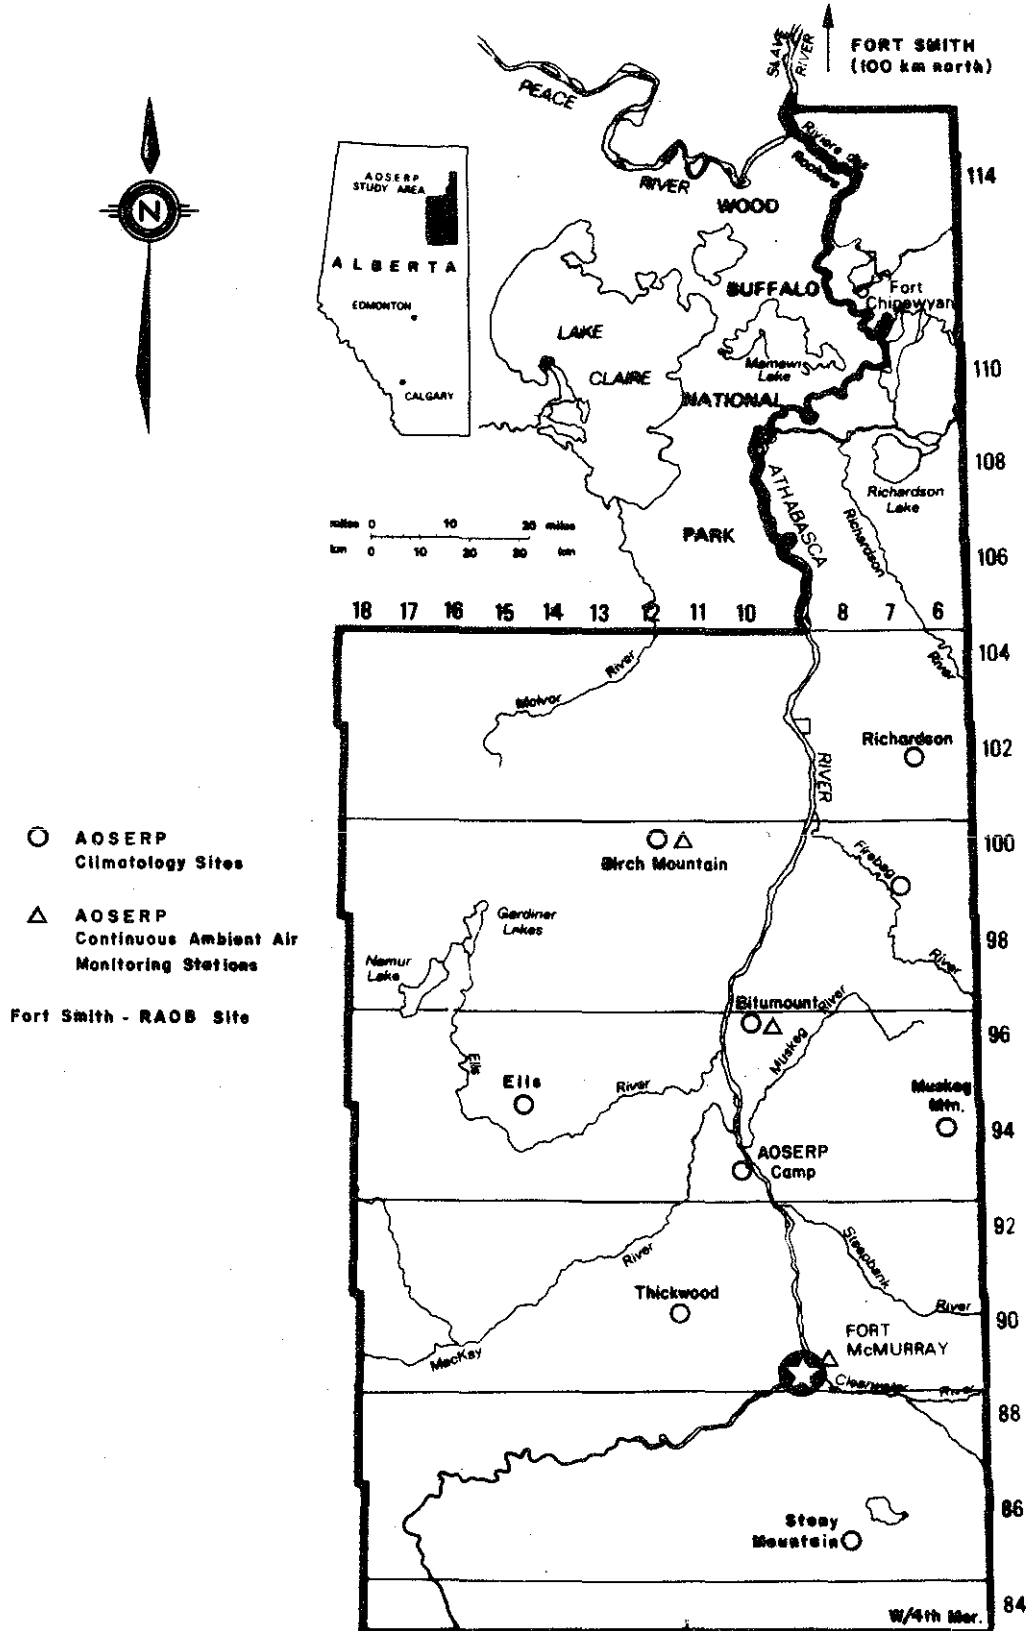 SLAVE
RIVER
FORT SMITH
(100 km north)
PEACE
RIVER
Riviere des
Rochers
114
AOSERP
STUDY AREA
ALBERTA
EDMONTON
CALGARY
N
WOOD
BUFFALO
Fort
Chipewyan
LAKE
CLAIRE
Mamawi
Lake
110
NATIONAL
108
Richardson
Lake
ATHABASCA
Richardson
River
PARK
106
miles 0 10 20 miles
km 0 10 20 30 km
18 17 16 15 14 13 12 11 10 8 7 6
104
McIvor
River
Richardson
102
RIVER
AOSERP
Climatology Sites
AOSERP
Continuous Ambient Air
Monitoring Stations
Fort Smith - RAOB Site
100
Birch Mountain
Firebag
River
Gardiner
Lakes
Namur
Lake
98
Bitumount
96
Muskeg
River
Ells
Ells
River
Muskeg
Mtn.
94
AOSERP
Camp
92
River
Steepbank
River
Thickwood
90
MacKay
FORT
McMURRAY
Clearwater
River
88
86
Stony
Mountain
84
W/4th Mer.